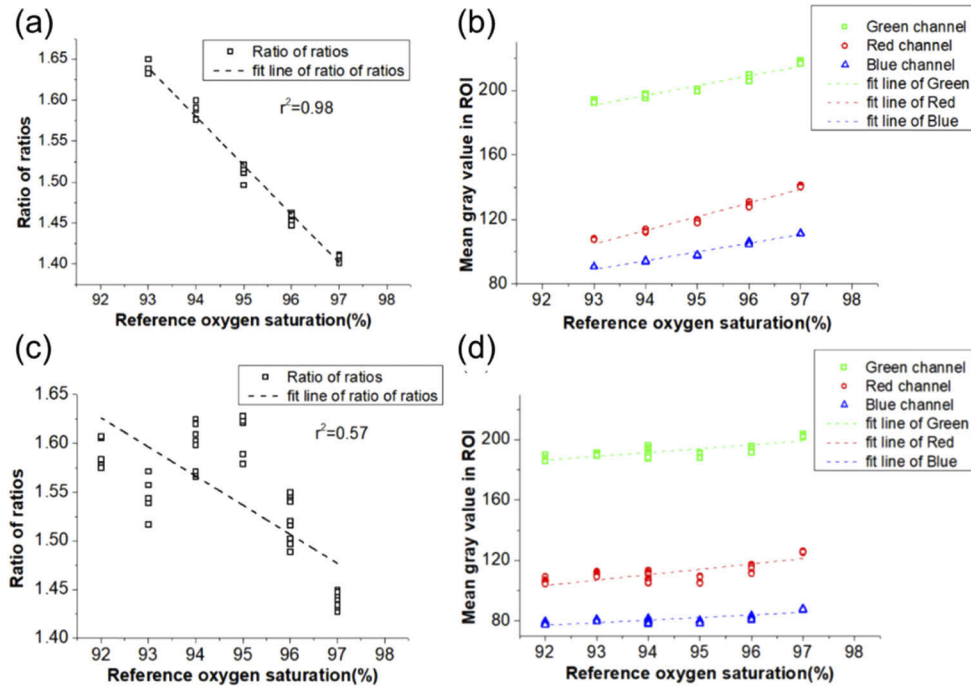 (a)
Ratio of ratios
fit line of ratio of ratios
r²=0.98
1.65
1.60
1.55
1.50
1.45
1.40
Ratio of ratios
92 93 94 95 96 97 98
Reference oxygen saturation(%)
(b)
Green channel
Red channel
Blue channel
fit line of Green
fit line of Red
fit line of Blue
200
160
120
80
Mean gray value in ROI
92 93 94 95 96 97 98
Reference oxygen saturation(%)
(c)
Ratio of ratios
fit line of ratio of ratios
r²=0.57
1.65
1.60
1.55
1.50
1.45
1.40
Ratio of ratios
92 93 94 95 96 97 98
Reference oxygen saturation(%)
(d)
Green channel
Red channel
Blue channel
fit line of Green
fit line of Red
fit line of Blue
200
160
120
80
Mean gray value in ROI
92 93 94 95 96 97 98
Reference oxygen saturation(%)